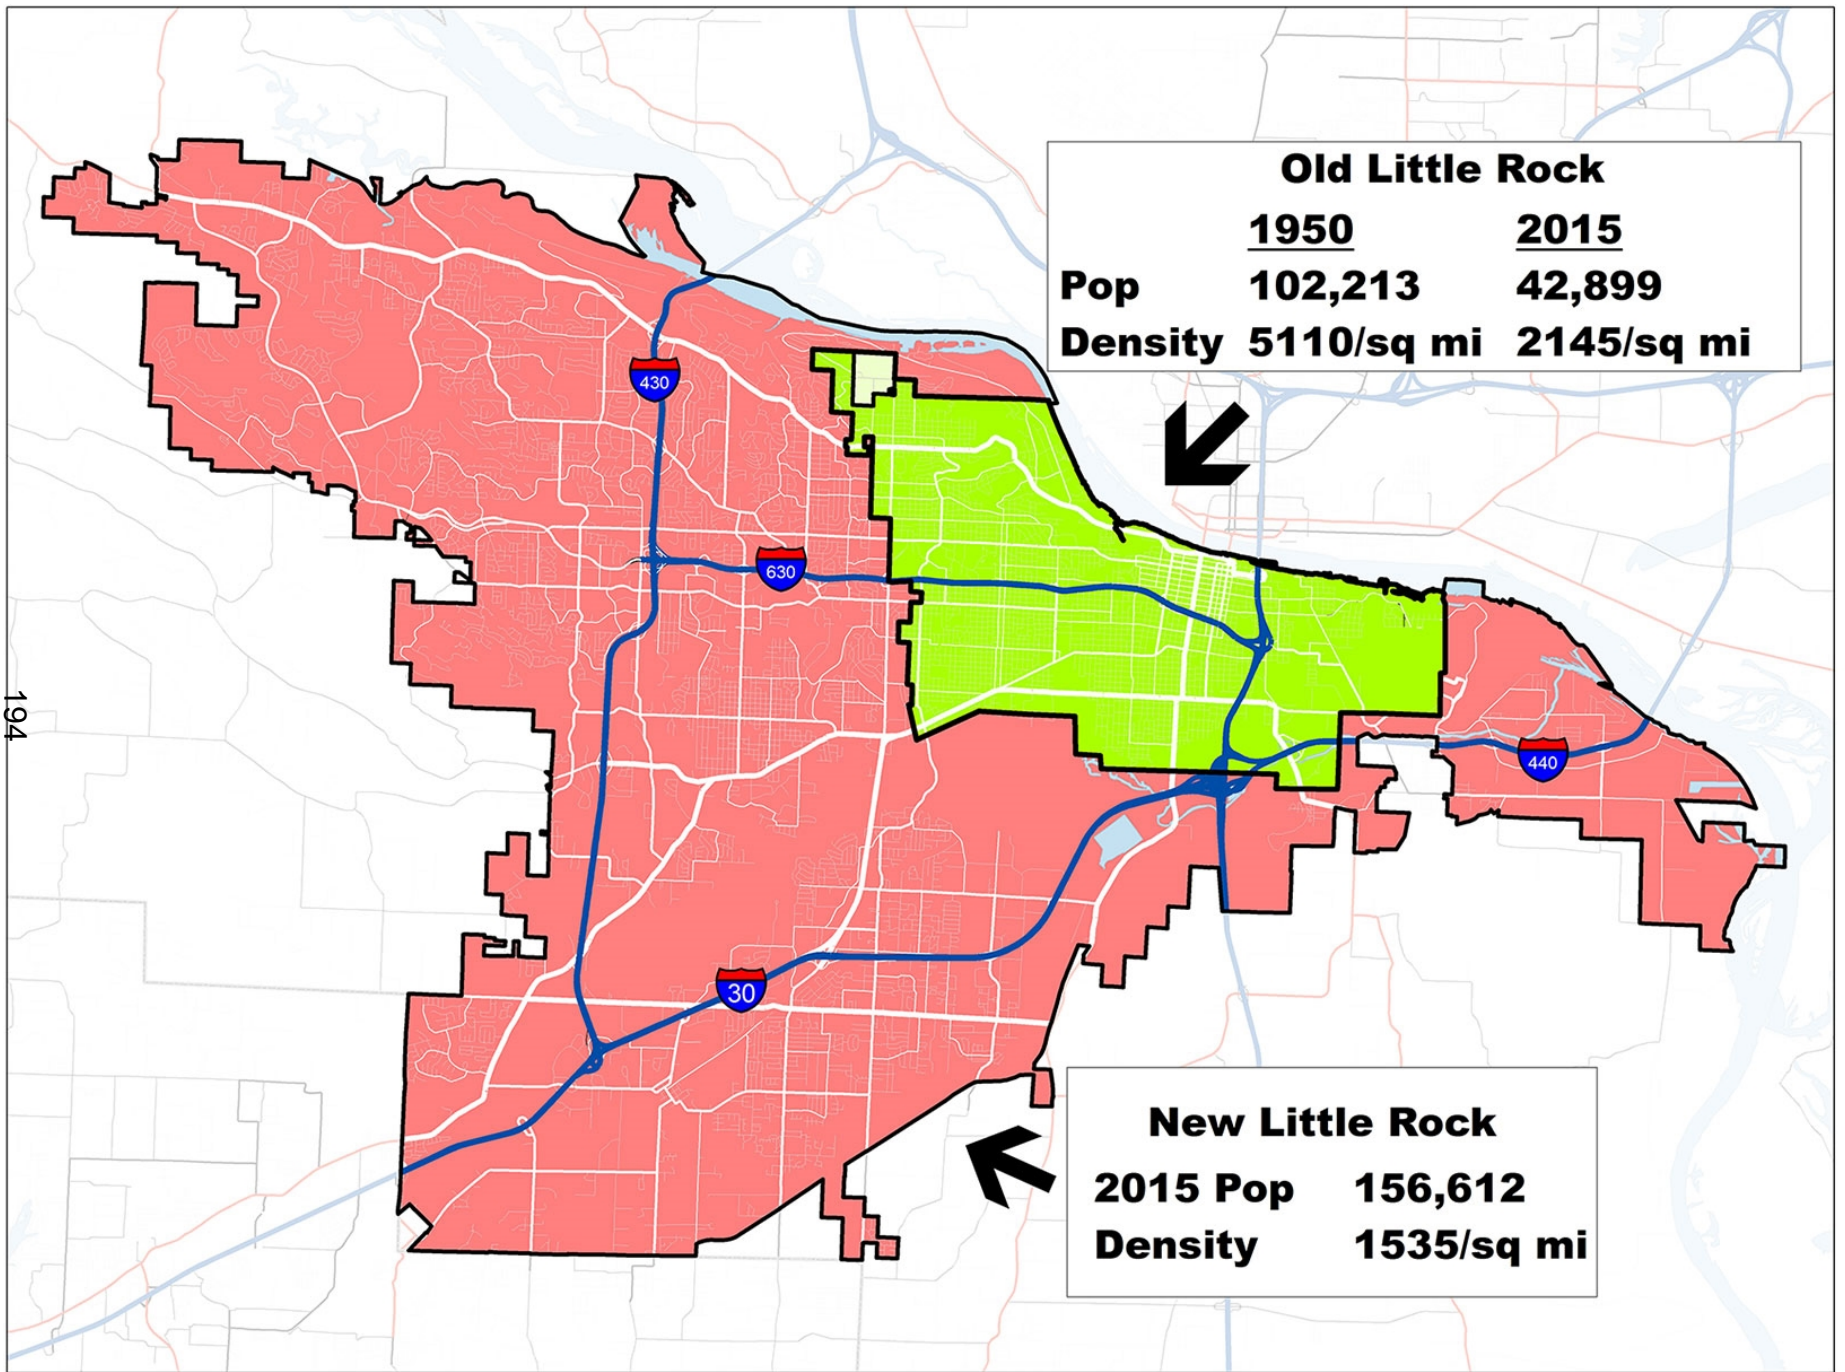 Old Little Rock
1950 2015
Pop 102,213 42,899
Density 5110/sq mi 2145/sq mi
430
630
440
30
194
New Little Rock
2015 Pop 156,612
Density 1535/sq mi